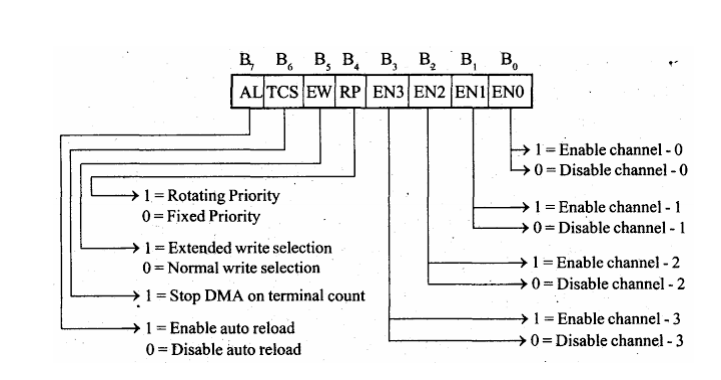 B7 B6 B5 B4 B3 B2 B1 B0
AL TCS EW RP EN3 EN2 EN1 EN0
1 = Enable channel - 0
0 = Disable channel - 0
1 = Rotating Priority
0 = Fixed Priority
1 = Enable channel - 1
0 = Disable channel - 1
1 = Extended write selection
0 = Normal write selection
1 = Enable channel - 2
0 = Disable channel - 2
1 = Stop DMA on terminal count
1 = Enable channel - 3
0 = Disable channel - 3
1 = Enable auto reload
0 = Disable auto reload